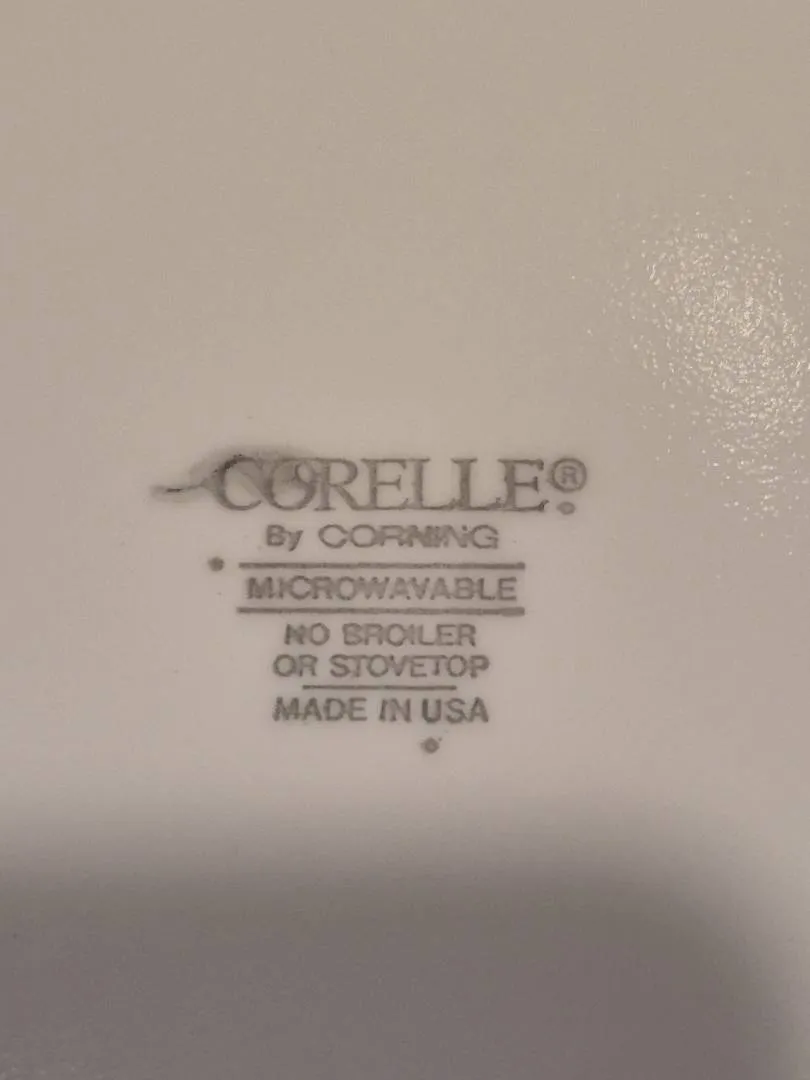 CORELLE®
By CORNING
MICROWAVABLE
NO BROILER
OR STOVETOP
MADE IN USA